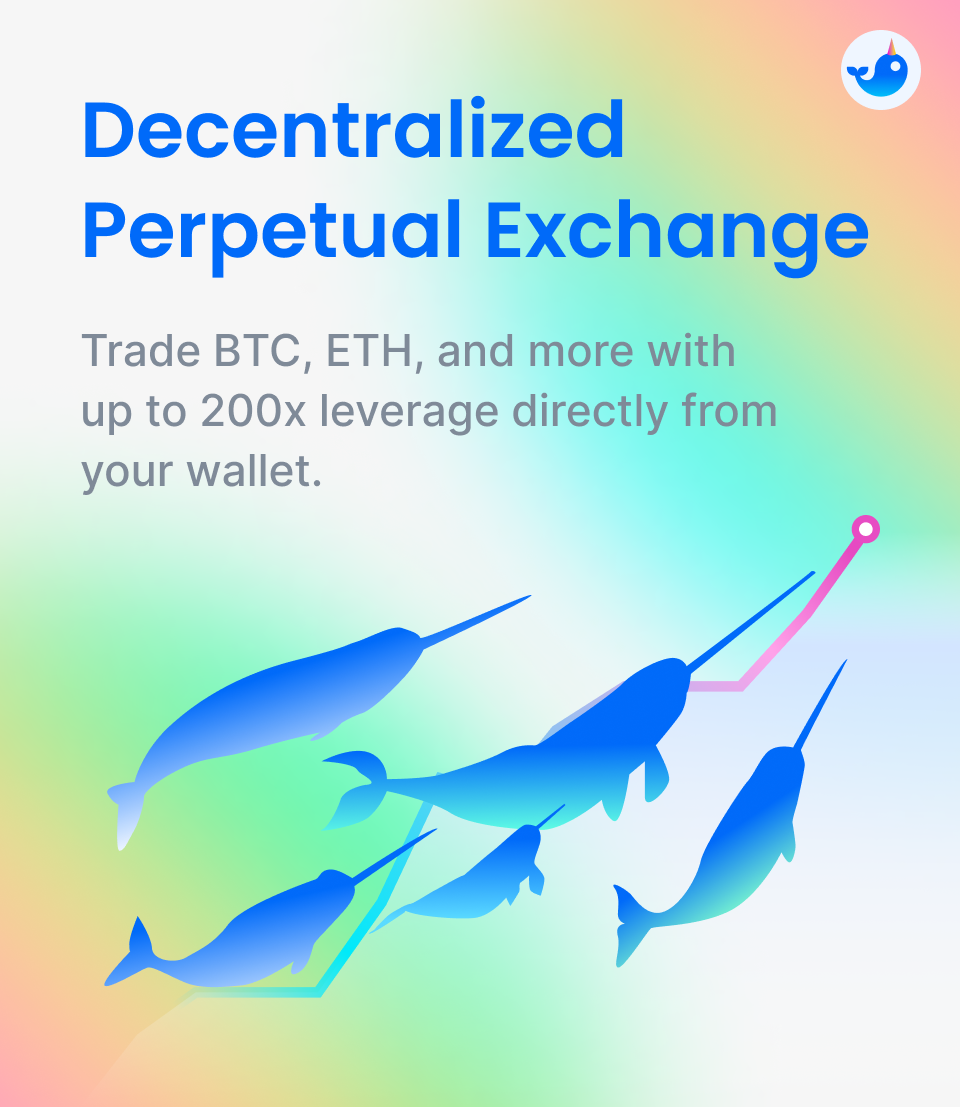 Decentralized
Perpetual Exchange
Trade BTC, ETH, and more with
up to 200x leverage directly from
your wallet.